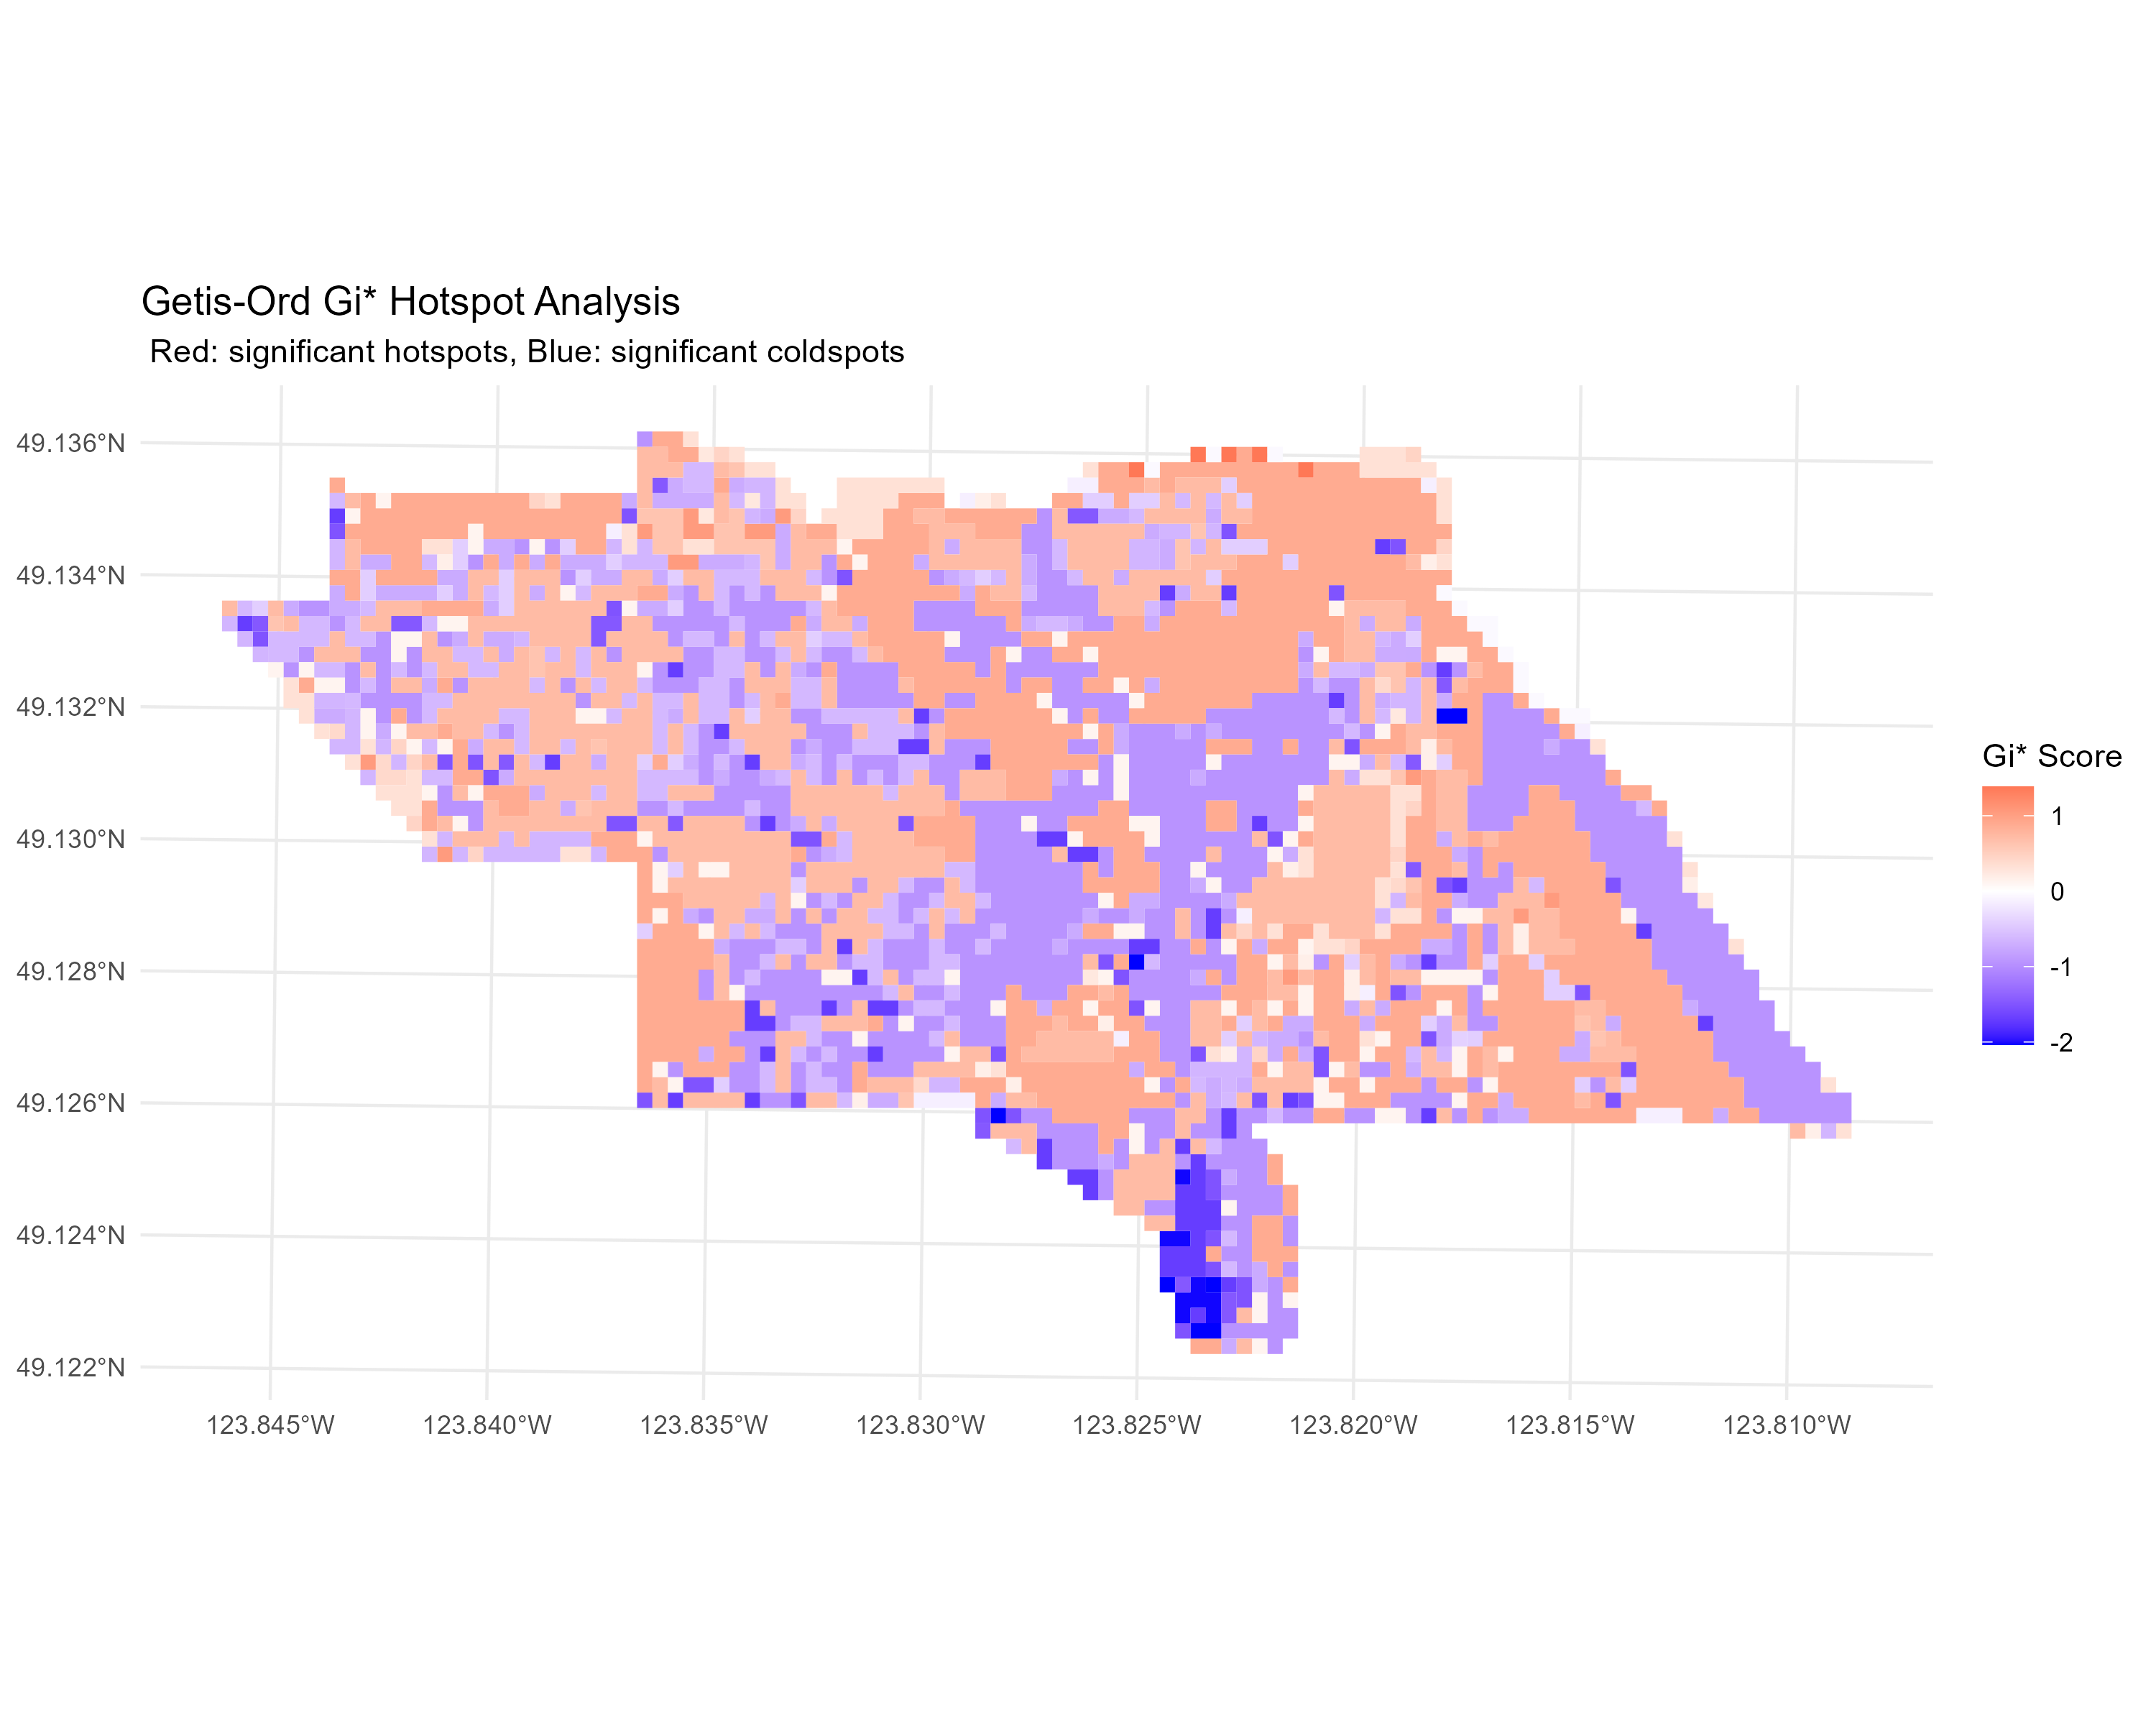 Getis-Ord Gi* Hotspot Analysis
Red: significant hotspots, Blue: significant coldspots
49.136°N
49.134°N
49.132°N
49.130°N
49.128°N
49.126°N
49.124°N
49.122°N
123.845°W
123.840°W
123.835°W
123.830°W
123.825°W
123.820°W
123.815°W
123.810°W
Gi* Score
1
0
-1
-2